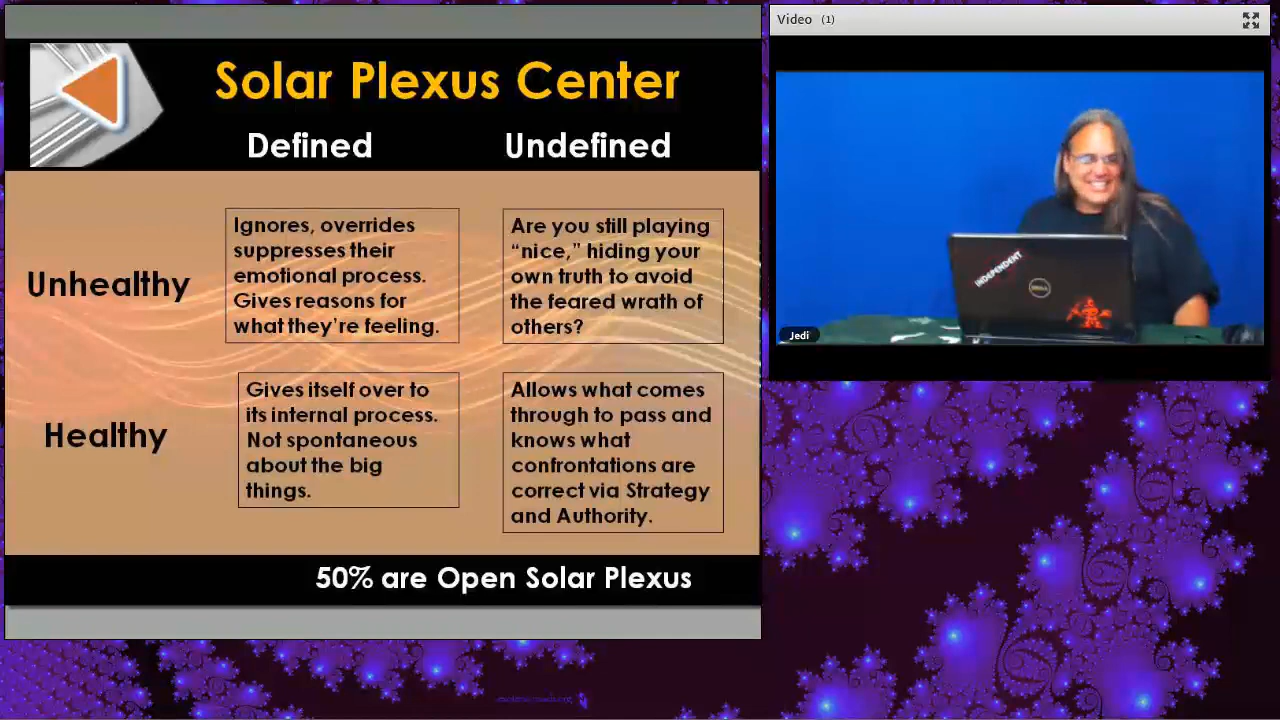 Solar Plexus Center
Defined
Undefined
Unhealthy
Ignores, overrides
suppresses their
emotional process.
Gives reasons for
what they’re feeling.
Are you still playing
“nice,” hiding your
own truth to avoid
the feared wrath of
others?
Healthy
Gives itself over to
its internal process.
Not spontaneous
about the big
things.
Allows what comes
through to pass and
knows what
confrontations are
correct via Strategy
and Authority.
50% are Open Solar Plexus
Video (1)
INDEPENDENT
DELL
Jedi